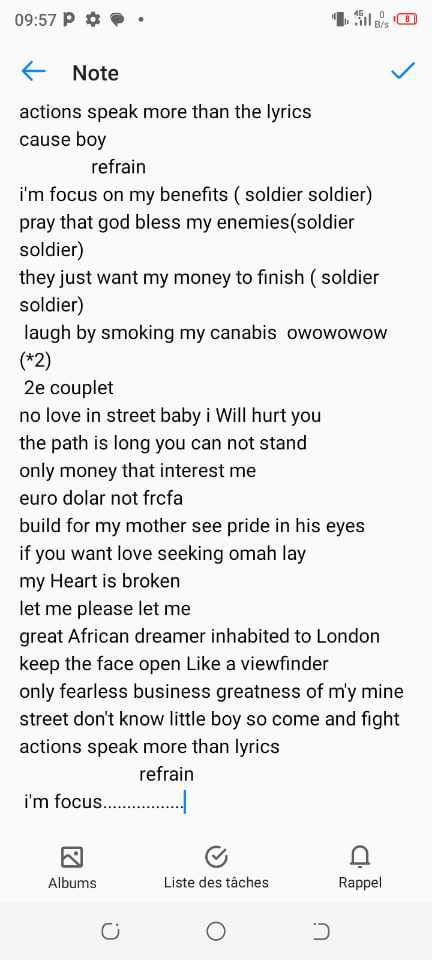 09:57 P 4G 0 B/s 8
Note
actions speak more than the lyrics
cause boy
refrain
i'm focus on my benefits ( soldier soldier)
pray that god bless my enemies(soldier
soldier)
they just want my money to finish ( soldier
soldier)
laugh by smoking my canabis  owowowow
(*2)
2e couplet
no love in street baby i Will hurt you
the path is long you can not stand
only money that interest me
euro dolar not frcfa
build for my mother see pride in his eyes
if you want love seeking omah lay
my Heart is broken
let me please let me
great African dreamer inhabited to London
keep the face open Like a viewfinder
only fearless business greatness of m'y mine
street don't know little boy so come and fight
actions speak more than lyrics
refrain
i'm focus.................
Albums Liste des tâches Rappel